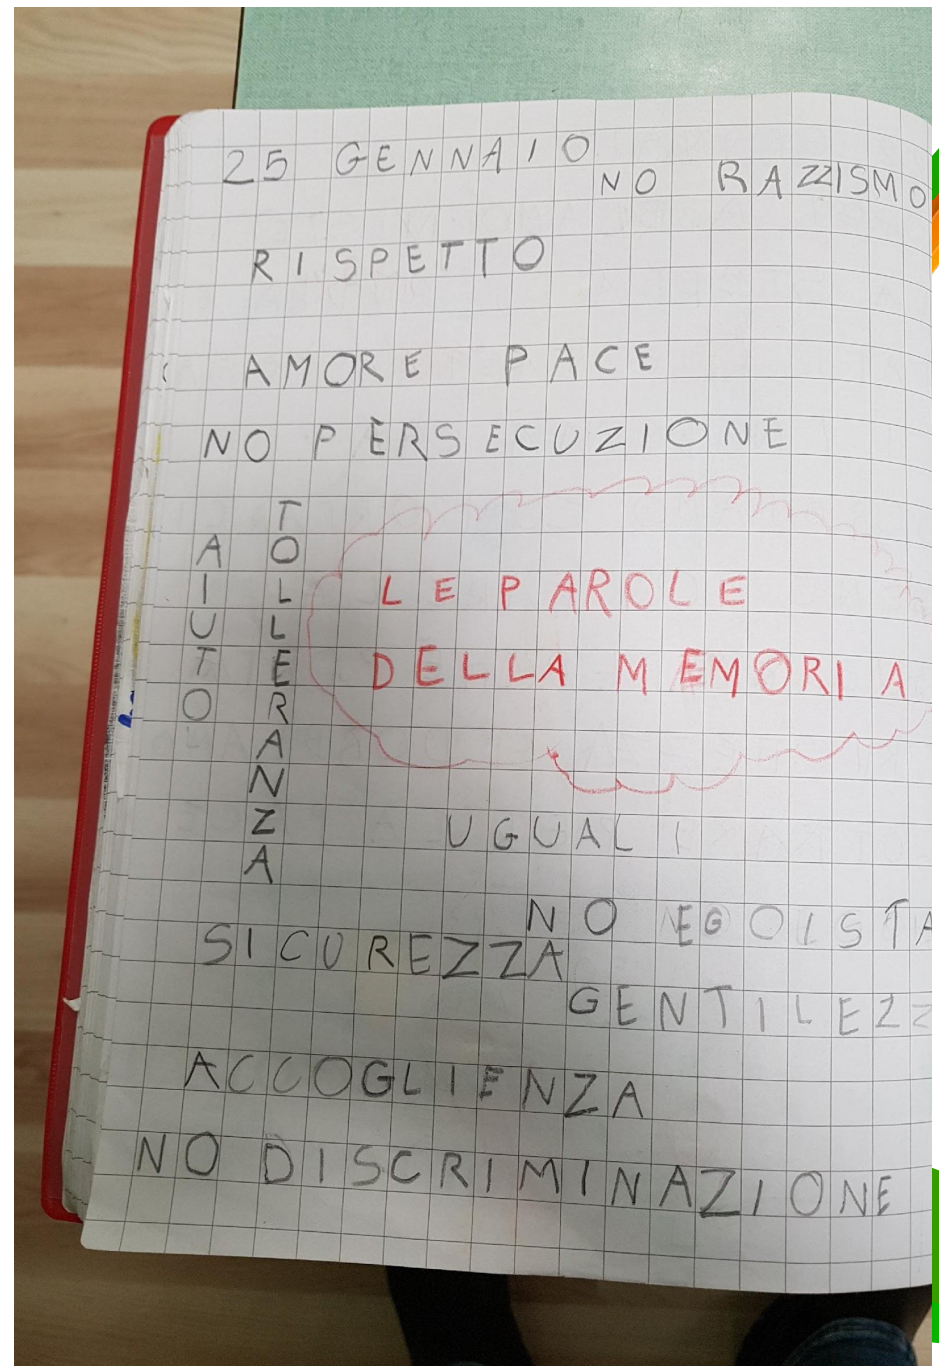 25 GENNAIO
NO RAZZISMO
RISPETTO
AMORE PACE
NO PERSECUZIONE
TOLLERANZA
AIUTO
LE PAROLE
DELLA MEMORIA
UGUALI
NO EGOISTA
SICUREZZA
GENTILEZZ
ACCOGLIENZA
NO DISCRIMINAZIONE